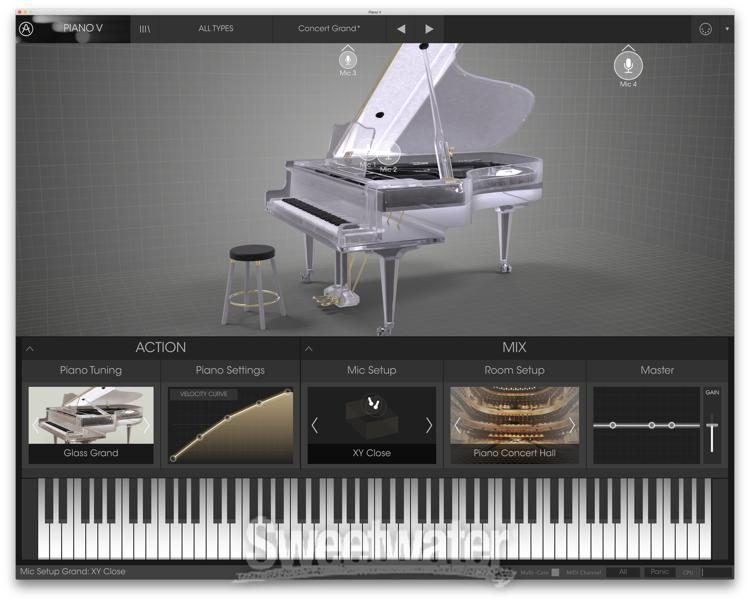 Piano V
PIANO V
ALL TYPES
Concert Grand*
Mic 3
Mic 4
Mic 1
Mic 2
ACTION
MIX
Piano Tuning
Piano Settings
Mic Setup
Room Setup
Master
VELOCITY CURVE
GAIN
Glass Grand
XY Close
Piano Concert Hall
Sweetwater
Mic Setup Grand: XY Close
Multi-Core
MIDI Channel
All
Panic
CPU